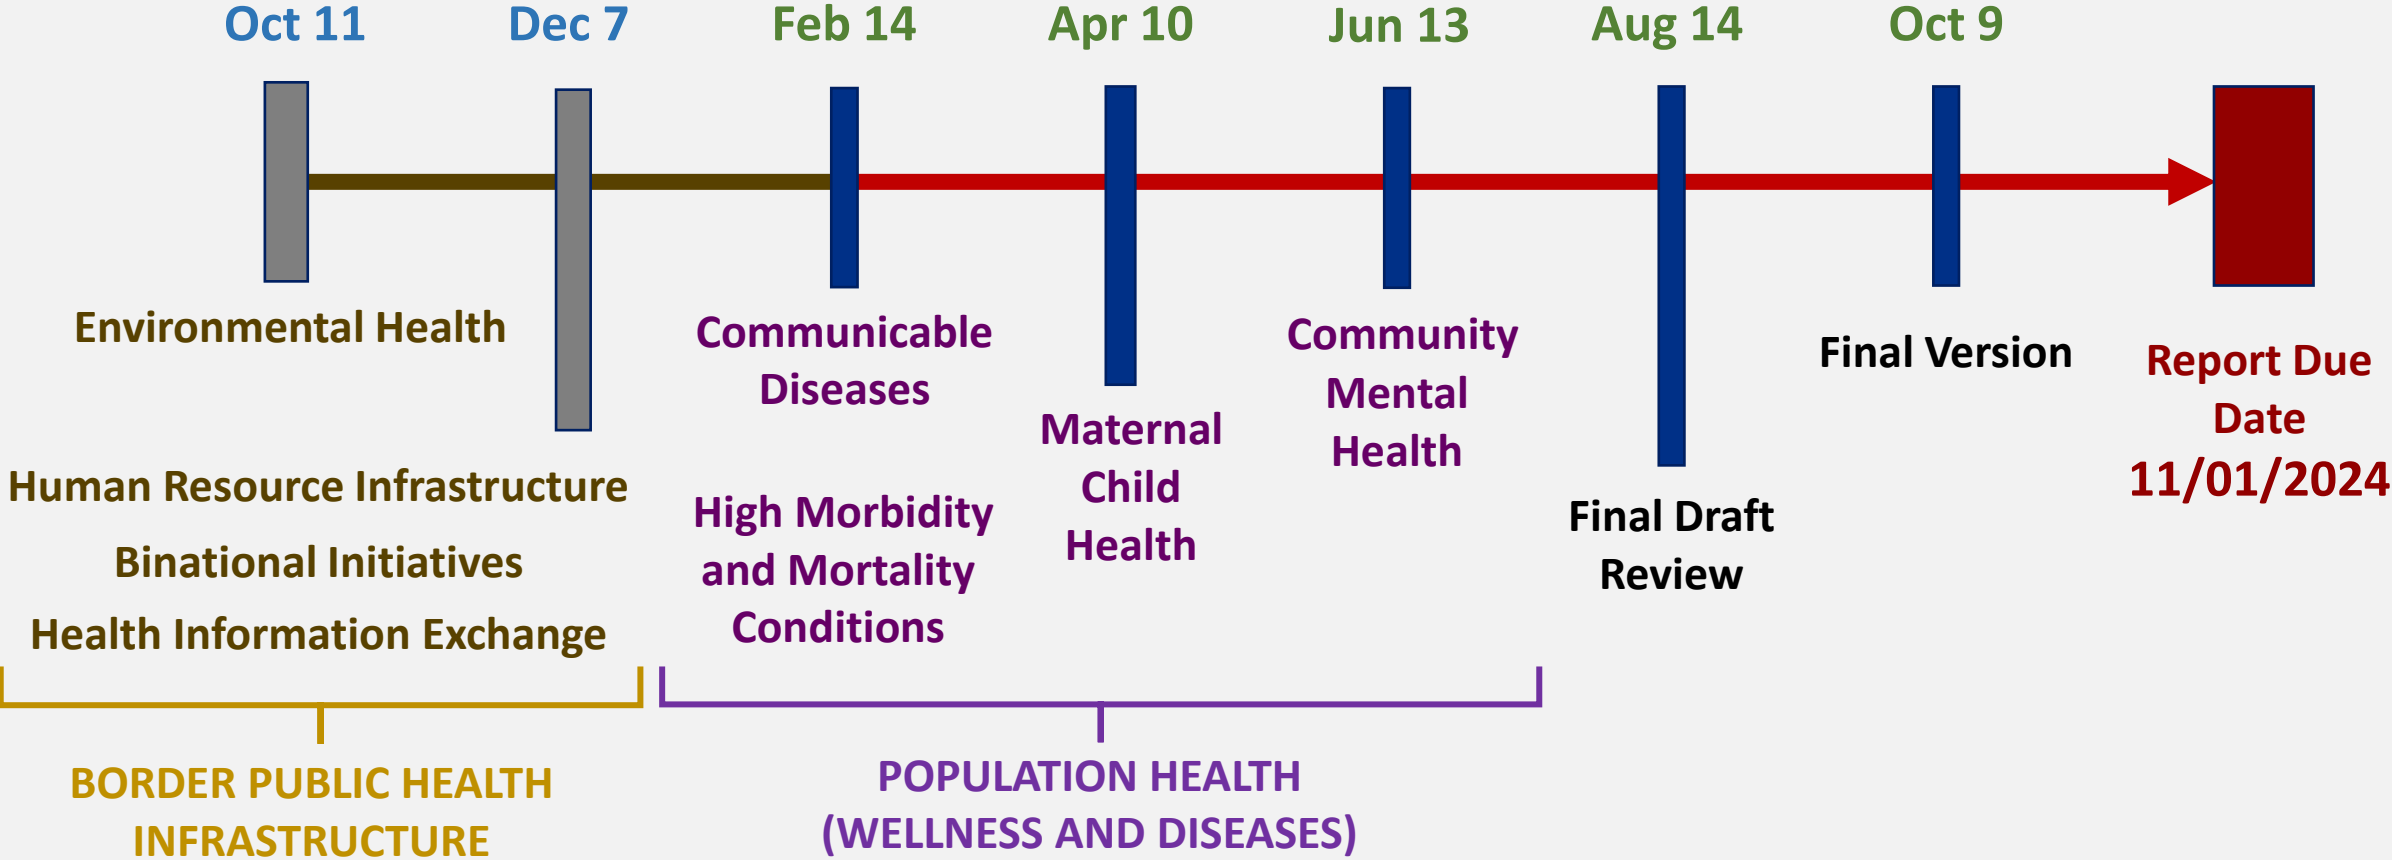 Oct 11
Dec 7
Feb 14
Apr 10
Jun 13
Aug 14
Oct 9
Environmental Health
Human Resource Infrastructure
Binational Initiatives
Health Information Exchange
Communicable
Diseases
High Morbidity
and Mortality
Conditions
Maternal
Child
Health
Community
Mental
Health
Final Draft
Review
Final Version
Report Due
Date
11/01/2024
BORDER PUBLIC HEALTH
INFRASTRUCTURE
POPULATION HEALTH
(WELLNESS AND DISEASES)